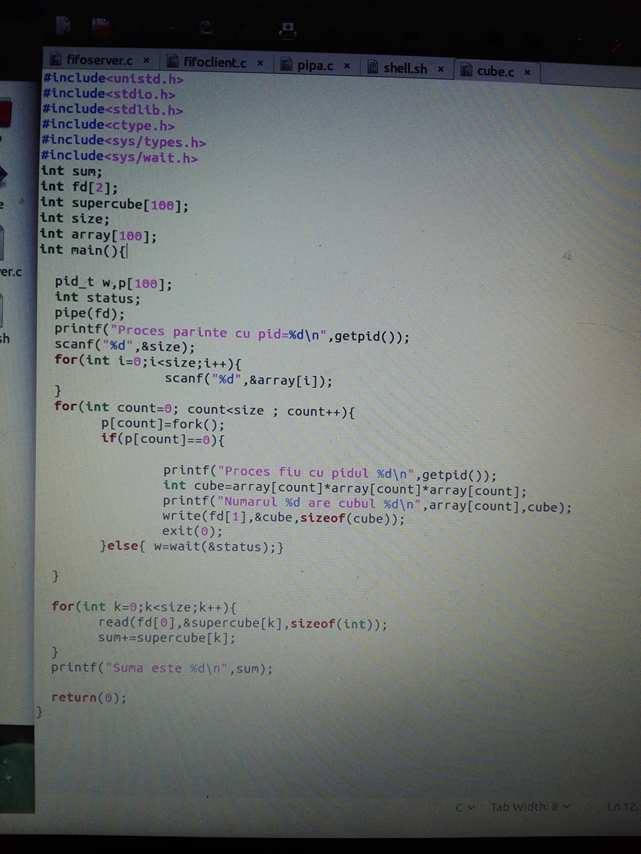 fifoserver.c × fifoclient.c × pipa.c × shell.sh × cube.c ×
#include<unistd.h>
#include<stdio.h>
#include<stdlib.h>
#include<ctype.h>
#include<sys/types.h>
#include<sys/wait.h>
int sum;
int fd[2];
int supercube[100];
int size;
int array[100];
int main(){
pid_t w,p[100];
int status;
pipe(fd);
printf("Proces parinte cu pid=%d\n",getpid());
scanf("%d",&size);
for(int i=0;i<size;i++){
scanf("%d",&array[i]);
}
for(int count=0; count<size ; count++){
p[count]=fork();
if(p[count]==0){
printf("Proces fiu cu pidul %d\n",getpid());
int cube=array[count]*array[count]*array[count];
printf("Numarul %d are cubul %d\n",array[count],cube);
write(fd[1],&cube,sizeof(cube));
exit(0);
}else{ w=wait(&status);}
}
for(int k=0;k<size;k++){
read(fd[0],&supercube[k],sizeof(int));
sum+=supercube[k];
}
printf("Suma este %d\n",sum);
return(0);
}
C Tab Width: 8 Ln 12,
e
er.c
sh